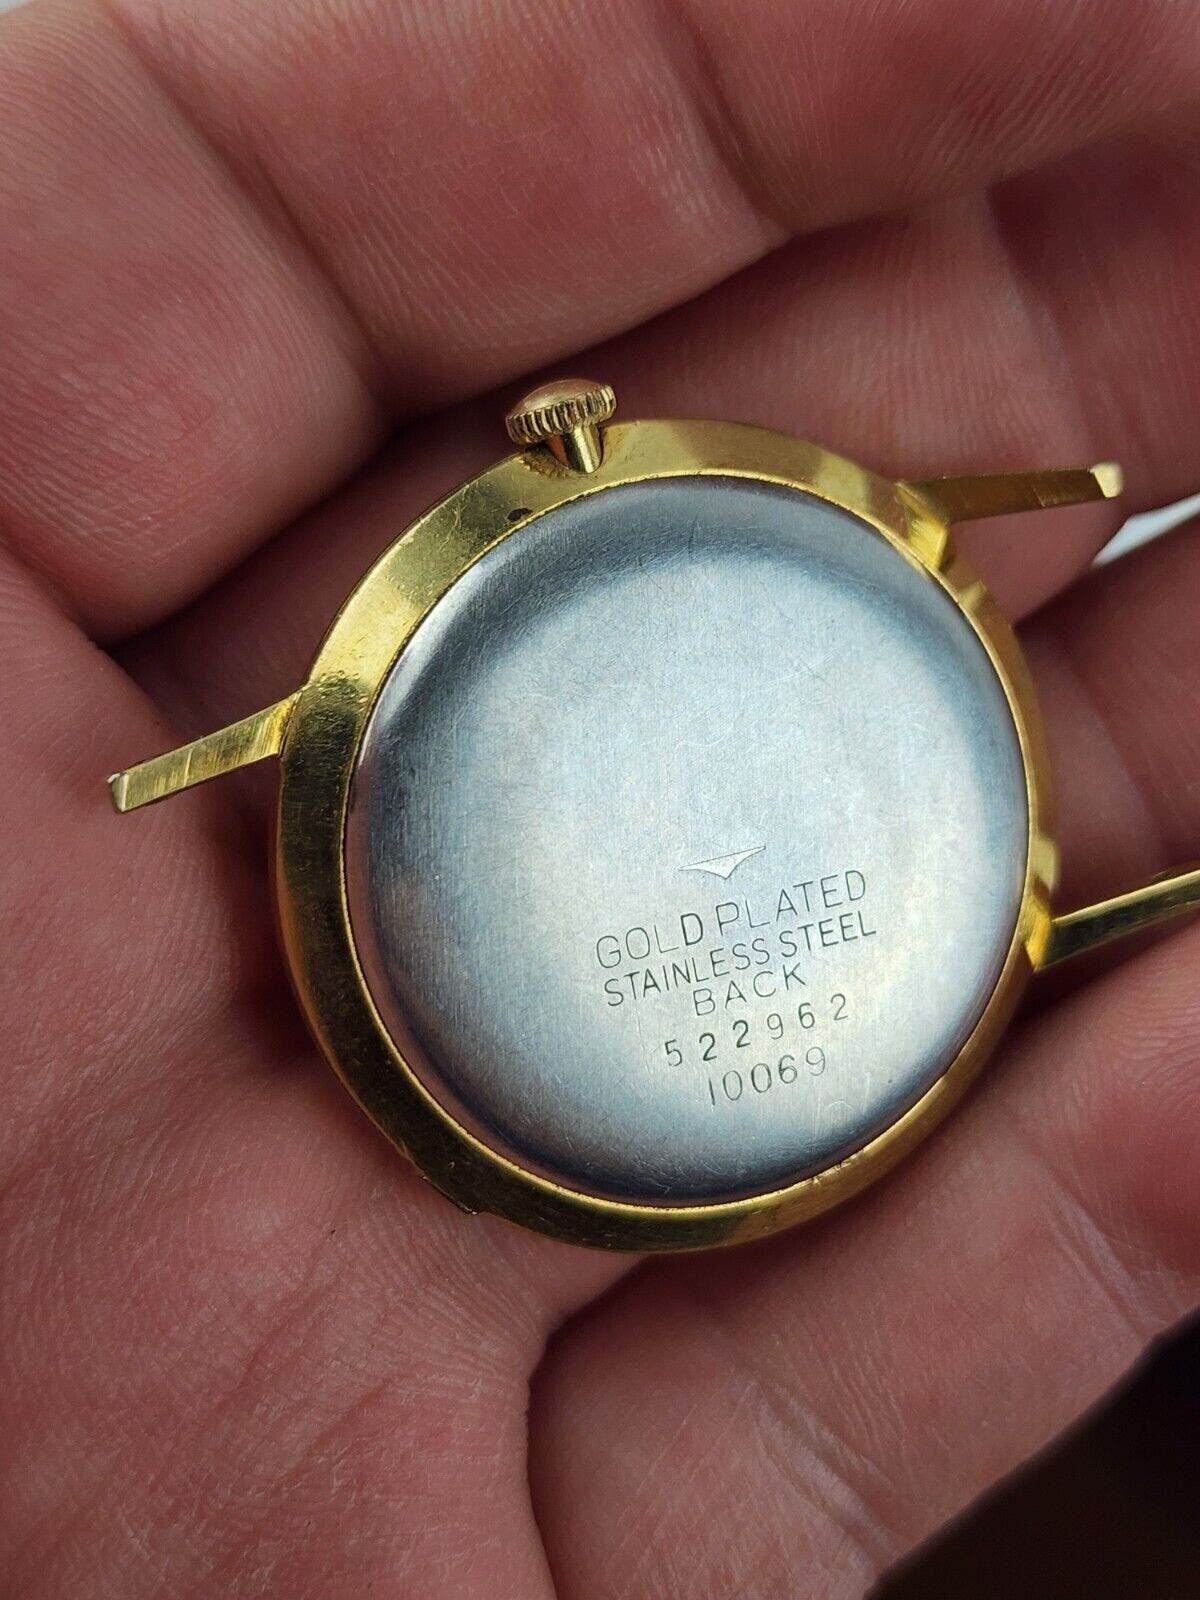 GOLD PLATED
STAINLESS STEEL
BACK
522962
10069